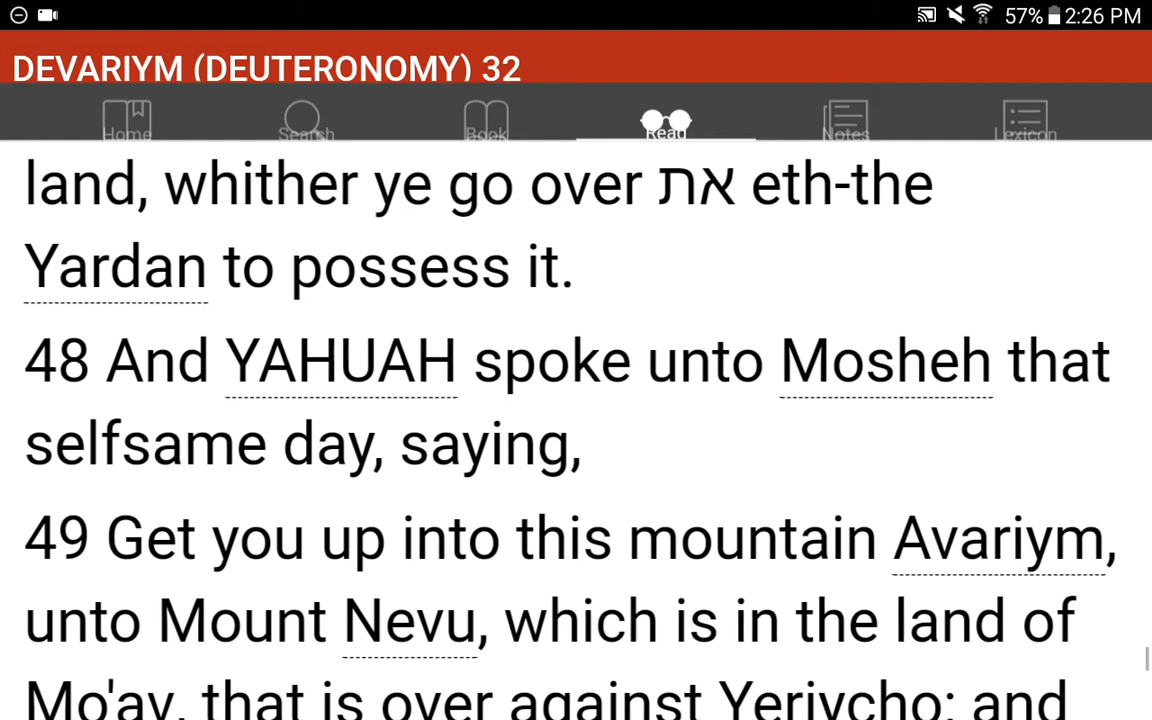 57% 2:26 PM
DEVARIYM (DEUTERONOMY) 32
Home Search Book Read Notes Lexicon
land, whither ye go over את eth-the
Yardan to possess it.
48 And YAHUAH spoke unto Mosheh that
selfsame day, saying,
49 Get you up into this mountain Avariym,
unto Mount Nevu, which is in the land of
Mo'av, that is over against Yeriycho; and